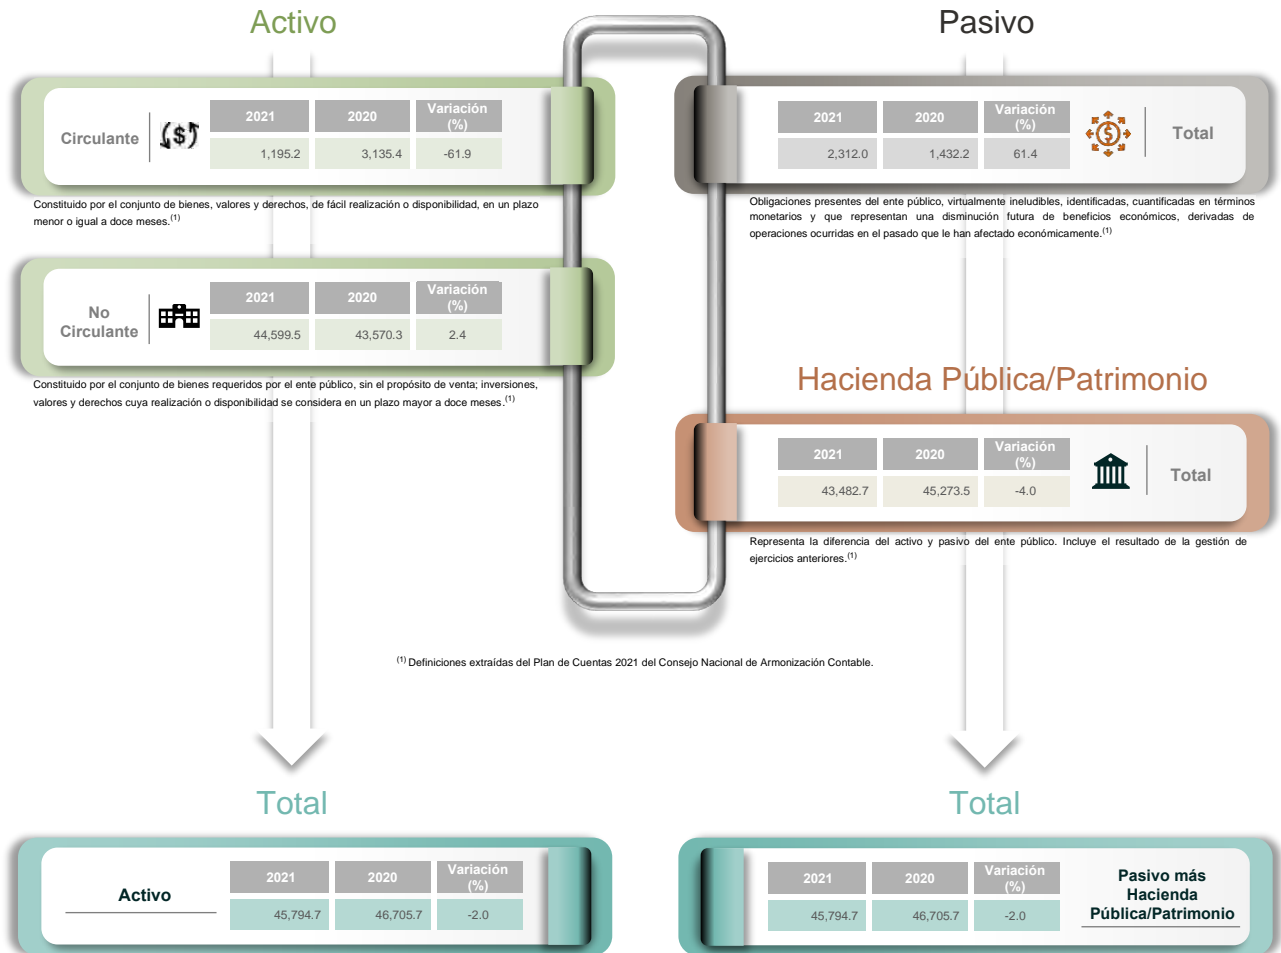 Activo
Circulante
2021 2020 Variación (%)
1,195.2 3,135.4 -61.9
Constituido por el conjunto de bienes, valores y derechos, de fácil realización o disponibilidad, en un plazo
menor o igual a doce meses.(1)
No
Circulante
2021 2020 Variación (%)
44,599.5 43,570.3 2.4
Constituido por el conjunto de bienes requeridos por el ente público, sin el propósito de venta; inversiones,
valores y derechos cuya realización o disponibilidad se considera en un plazo mayor a doce meses.(1)
Pasivo
2021 2020 Variación (%)
2,312.0 1,432.2 61.4
Total
Obligaciones presentes del ente público, virtualmente ineludibles, identificadas, cuantificadas en términos
monetarios y que representan una disminución futura de beneficios económicos, derivadas de
operaciones ocurridas en el pasado que le han afectado económicamente.(1)
Hacienda Pública/Patrimonio
2021 2020 Variación (%)
43,482.7 45,273.5 -4.0
Total
Representa la diferencia del activo y pasivo del ente público. Incluye el resultado de la gestión de
ejercicios anteriores.(1)
(1) Definiciones extraídas del Plan de Cuentas 2021 del Consejo Nacional de Armonización Contable.
Total
Activo
2021 2020 Variación (%)
45,794.7 46,705.7 -2.0
Total
2021 2020 Variación (%)
45,794.7 46,705.7 -2.0
Pasivo más
Hacienda
Pública/Patrimonio